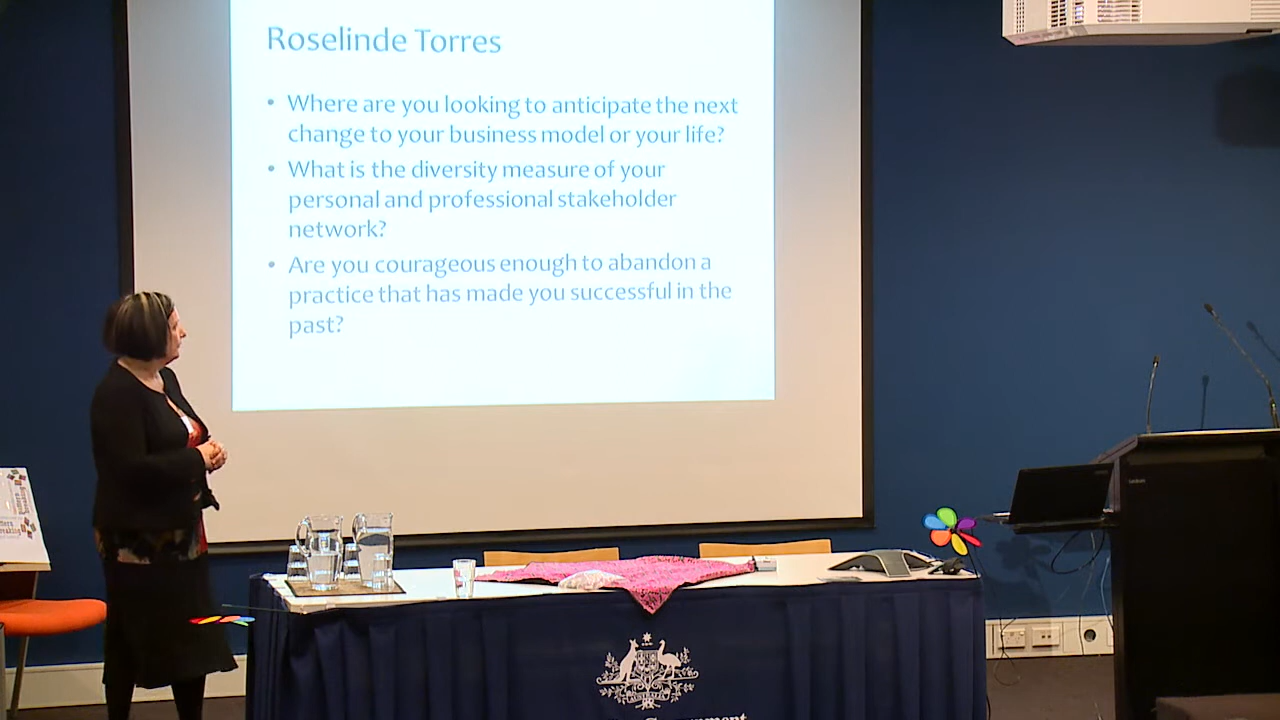 Roselinde Torres
• Where are you looking to anticipate the next
change to your business model or your life?
• What is the diversity measure of your
personal and professional stakeholder
network?
• Are you courageous enough to abandon a
practice that has made you successful in the
past?
AUSTRALIA